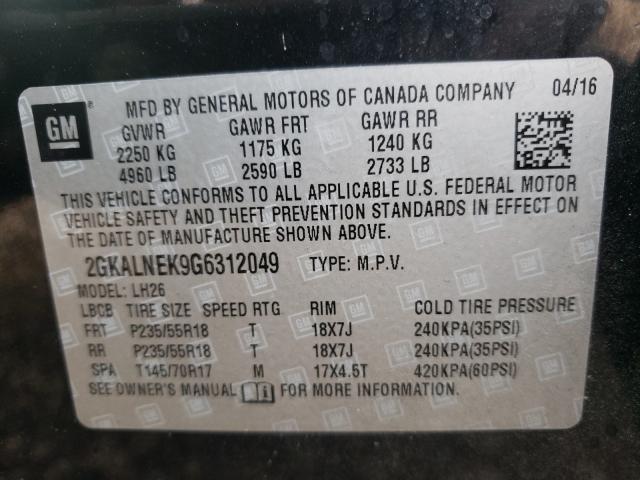 GM
MFD BY GENERAL MOTORS OF CANADA COMPANY 04/16
GVWR GAWR FRT GAWR RR
2250 KG 1175 KG 1240 KG
4960 LB 2590 LB 2733 LB
THIS VEHICLE CONFORMS TO ALL APPLICABLE U.S. FEDERAL MOTOR
VEHICLE SAFETY AND THEFT PREVENTION STANDARDS IN EFFECT ON
THE DATE OF MANUFACTURE SHOWN ABOVE.
2GKALNEK9G6312049 TYPE: M.P.V.
MODEL: LH26
LBCB TIRE SIZE SPEED RTG RIM COLD TIRE PRESSURE
FRT P235/55R18 T 18X7J 240KPA(35PSI)
RR P235/55R18 T 18X7J 240KPA(35PSI)
SPA T145/70R17 M 17X4.5T 420KPA(60PSI)
SEE OWNER'S MANUAL FOR MORE INFORMATION